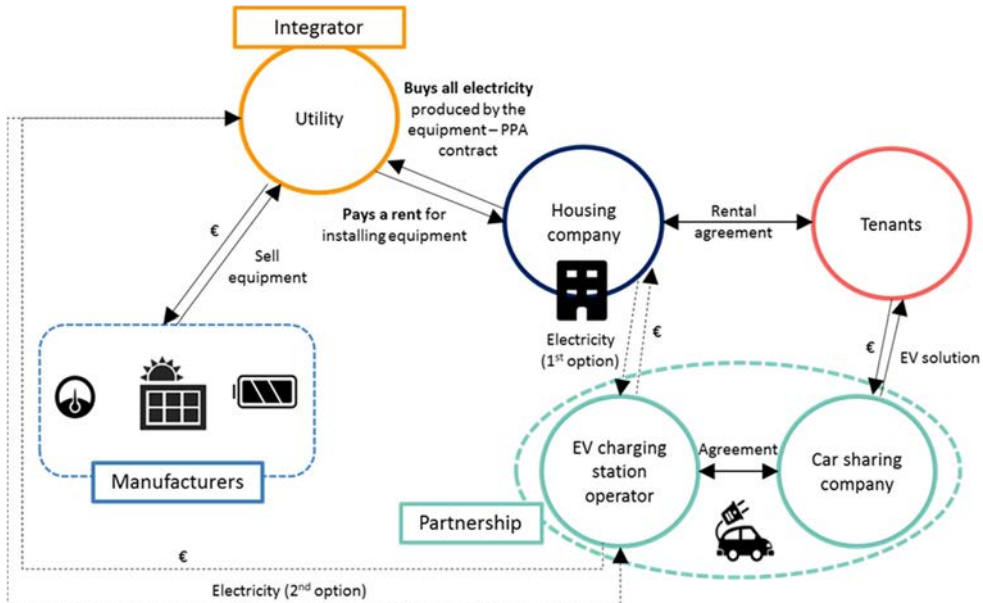 Integrator
Utility
Buys all electricity
produced by the
equipment – PPA
contract
Pays a rent for
installing equipment
€
Sell
equipment
Housing
company
Rental
agreement
Tenants
Electricity
(1st option)
€
€
EV solution
Manufacturers
EV charging
station
operator
Agreement
Car sharing
company
Partnership
€
Electricity (2nd option)